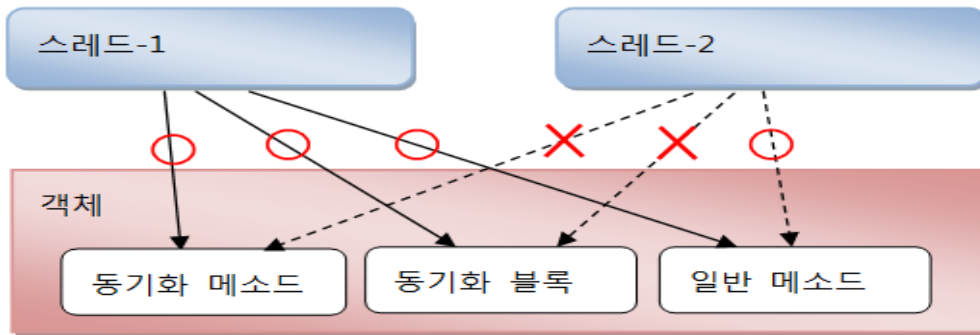 스레드-1
스레드-2
객체
동기화 메소드
동기화 블록
일반 메소드